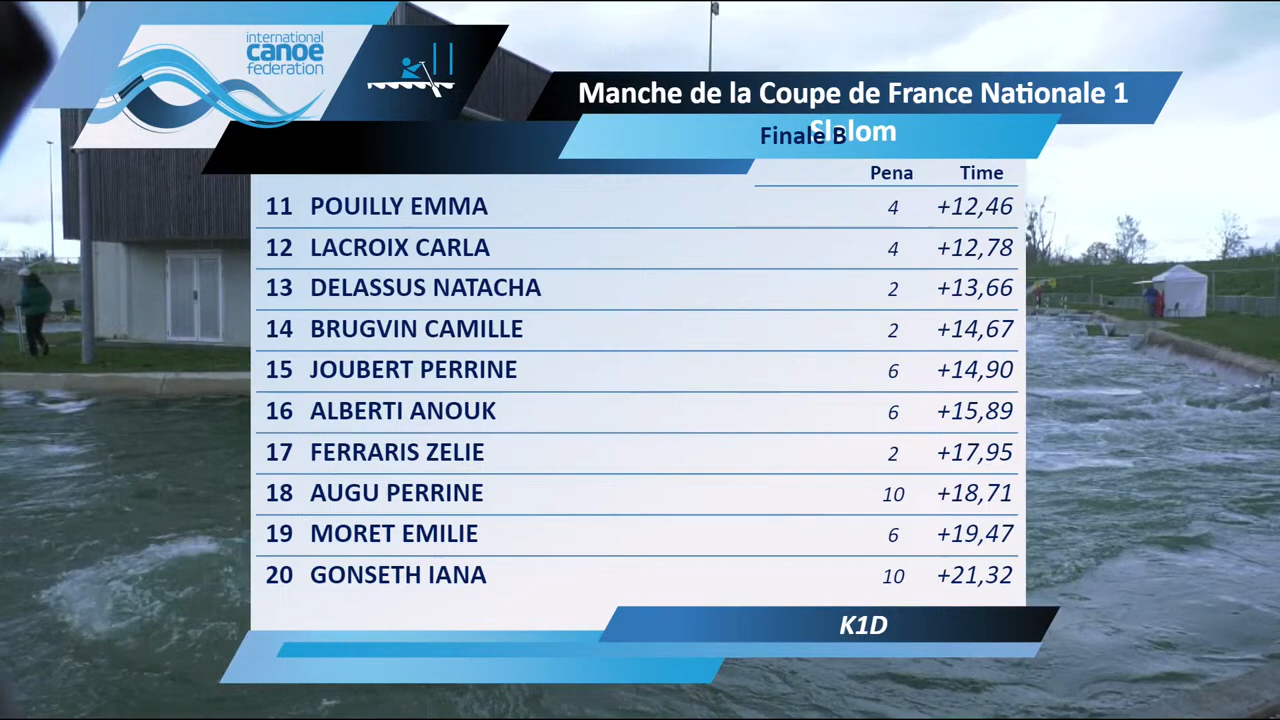 international
canoe
federation
Manche de la Coupe de France Nationale 1
Slalom
Finale B
Pena Time
11 POUILLY EMMA 4 +12,46
12 LACROIX CARLA 4 +12,78
13 DELASSUS NATACHA 2 +13,66
14 BRUGVIN CAMILLE 2 +14,67
15 JOUBERT PERRINE 6 +14,90
16 ALBERTI ANOUK 6 +15,89
17 FERRARIS ZELIE 2 +17,95
18 AUGU PERRINE 10 +18,71
19 MORET EMILIE 6 +19,47
20 GONSETH IANA 10 +21,32
K1D